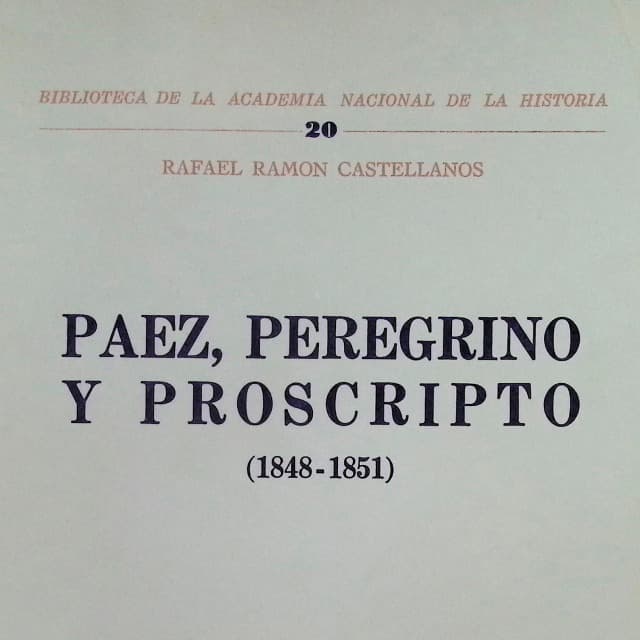 BIBLIOTECA DE LA ACADEMIA NACIONAL DE LA HISTORIA
20
RAFAEL RAMON CASTELLANOS
PAEZ, PEREGRINO
Y PROSCRIPTO
(1848-1851)